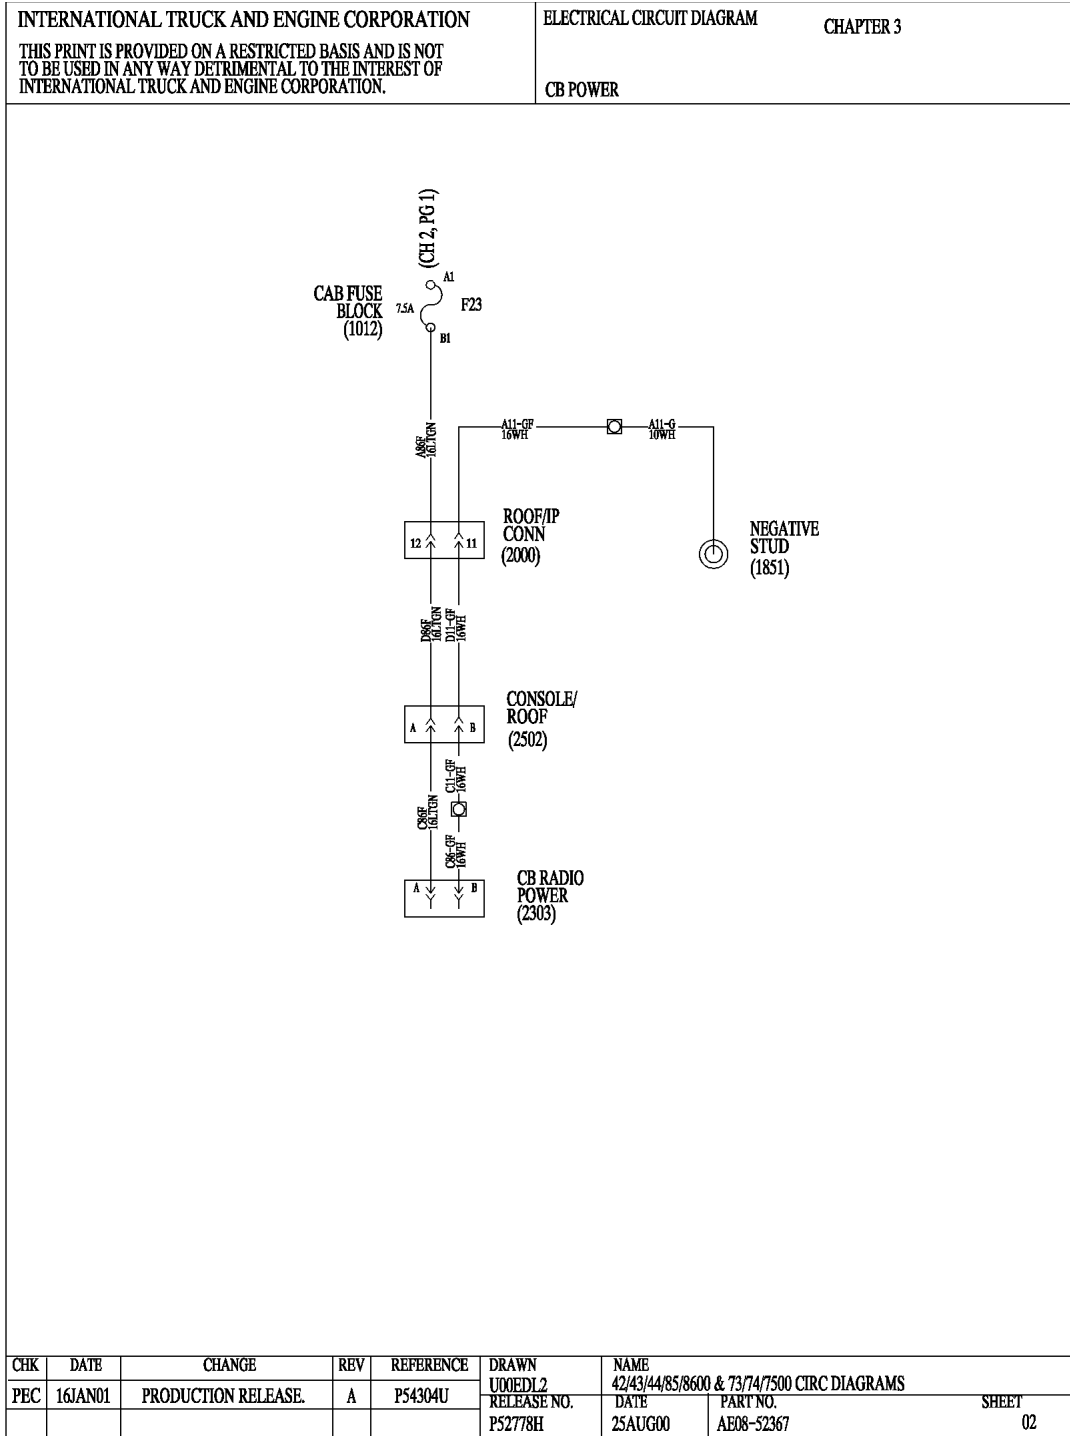 INTERNATIONAL TRUCK AND ENGINE CORPORATION
THIS PRINT IS PROVIDED ON A RESTRICTED BASIS AND IS NOT
TO BE USED IN ANY WAY DETRIMENTAL TO THE INTEREST OF
INTERNATIONAL TRUCK AND ENGINE CORPORATION.
ELECTRICAL CIRCUIT DIAGRAM
CHAPTER 3
CB POWER
(CH 2, PG 1)
A1
CAB FUSE
BLOCK
(1012)
7.5A
F23
B1
A86F
16LTGN
A11-GF
16WH
A11-G
10WH
ROOF/IP
CONN
(2000)
12
11
NEGATIVE
STUD
(1851)
D86F
16LTGN
D11-GF
16WH
CONSOLE/
ROOF
(2502)
A
B
C11-GF
16WH
C86F
16LTGN
C86-GF
16WH
CB RADIO
POWER
(2303)
A
B
CHK DATE CHANGE REV REFERENCE
PEC 16JAN01 PRODUCTION RELEASE. A P54304U
DRAWN
U00EDL2
NAME
42/43/44/85/8600 & 73/74/7500 CIRC DIAGRAMS
RELEASE NO. DATE PART NO. SHEET
P52778H 25AUG00 AE08-52367 02